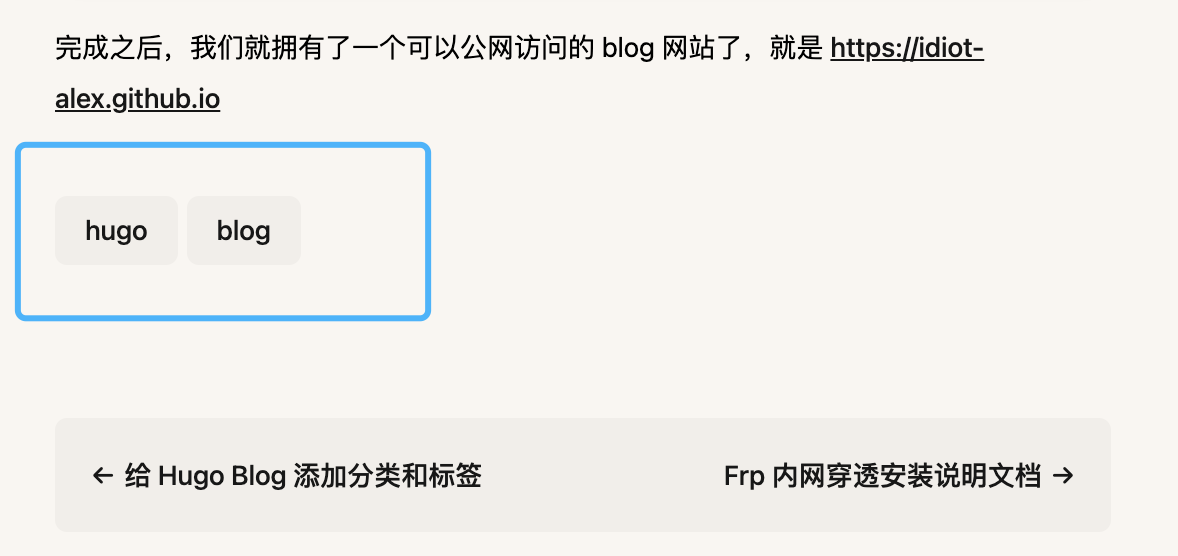 完成之后，我们就拥有了一个可以公网访问的 blog 网站了，就是 https://idiot-
alex.github.io
hugo blog
← 给 Hugo Blog 添加分类和标签 Frp 内网穿透安装说明文档 →